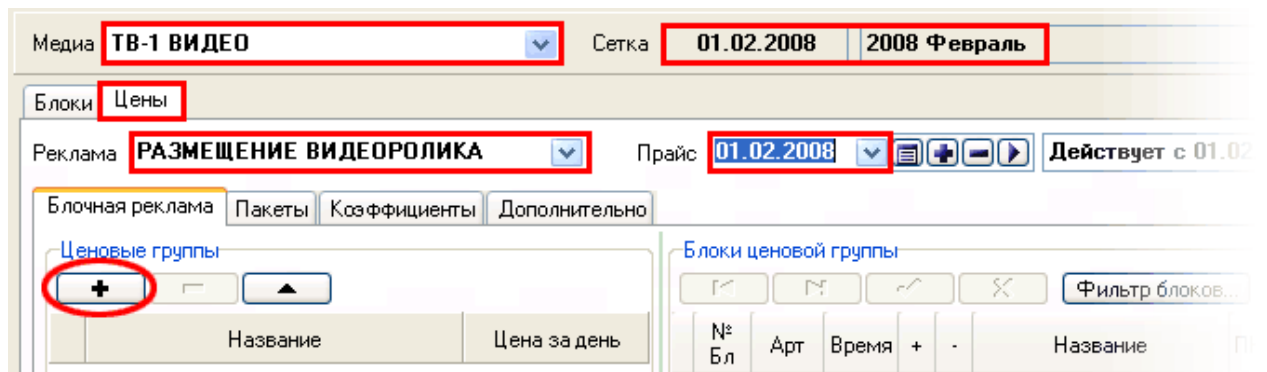 Медиа ТВ-1 ВИДЕО Сетка 01.02.2008 2008 Февраль
Блоки Цены
Реклама РАЗМЕЩЕНИЕ ВИДЕОРОЛИКА Прайс 01.02.2008 Действует с 01.02
Блочная реклама Пакеты Коэффициенты Дополнительно
Ценовые группы Блоки ценовой группы
Фильтр блоков...
Название Цена за день № Бл Арт Время + - Название